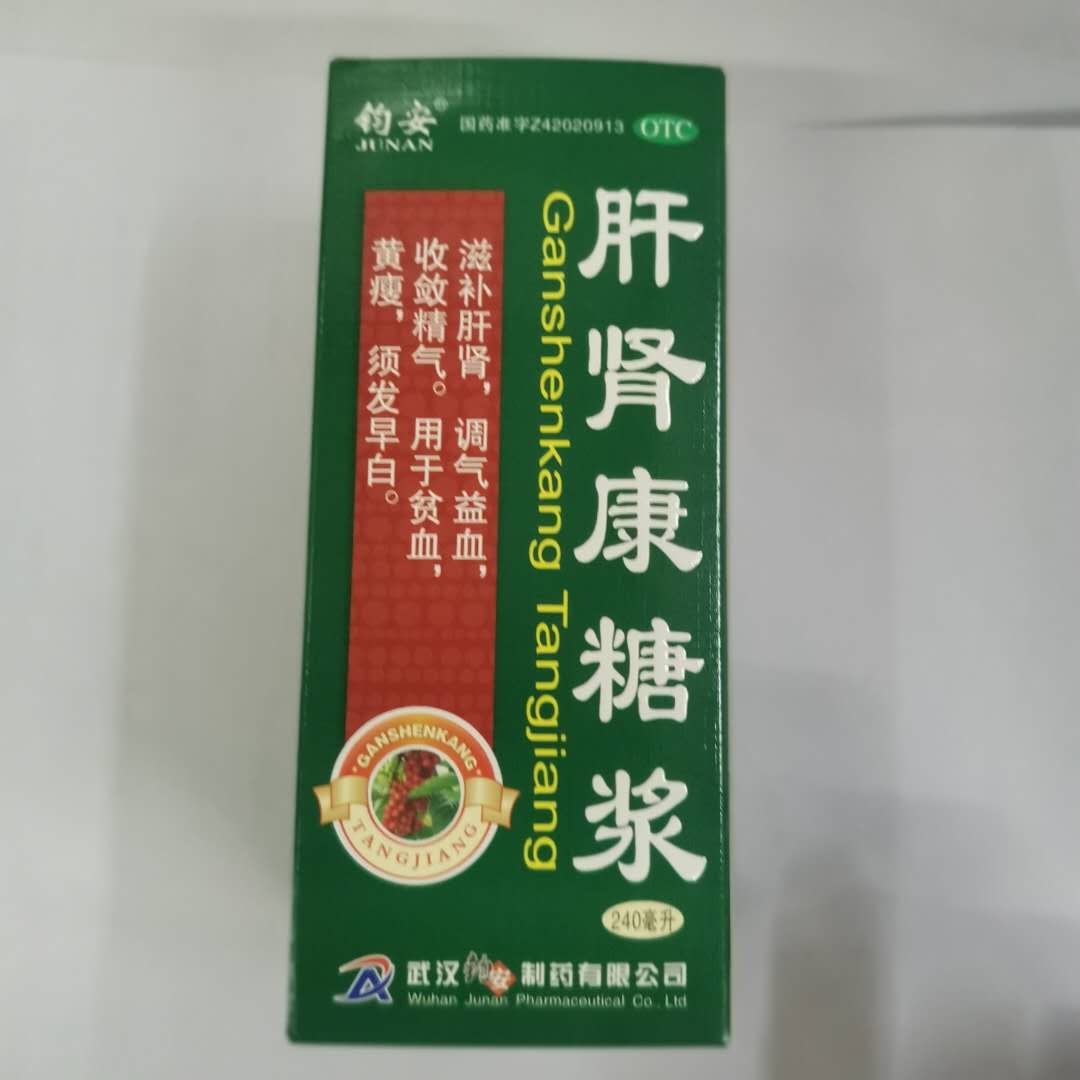 钧安®
JUNAN
国药准字Z42020913
OTC
肝肾康糖浆
Ganshenkang Tangjiang
滋补肝肾，调气益血，
收敛精气。用于贫血，
黄瘦，须发早白。
GANSHENKANG
TANGJIANG
240毫升
武汉钧安制药有限公司
Wuhan Junan Pharmaceutical Co., Ltd